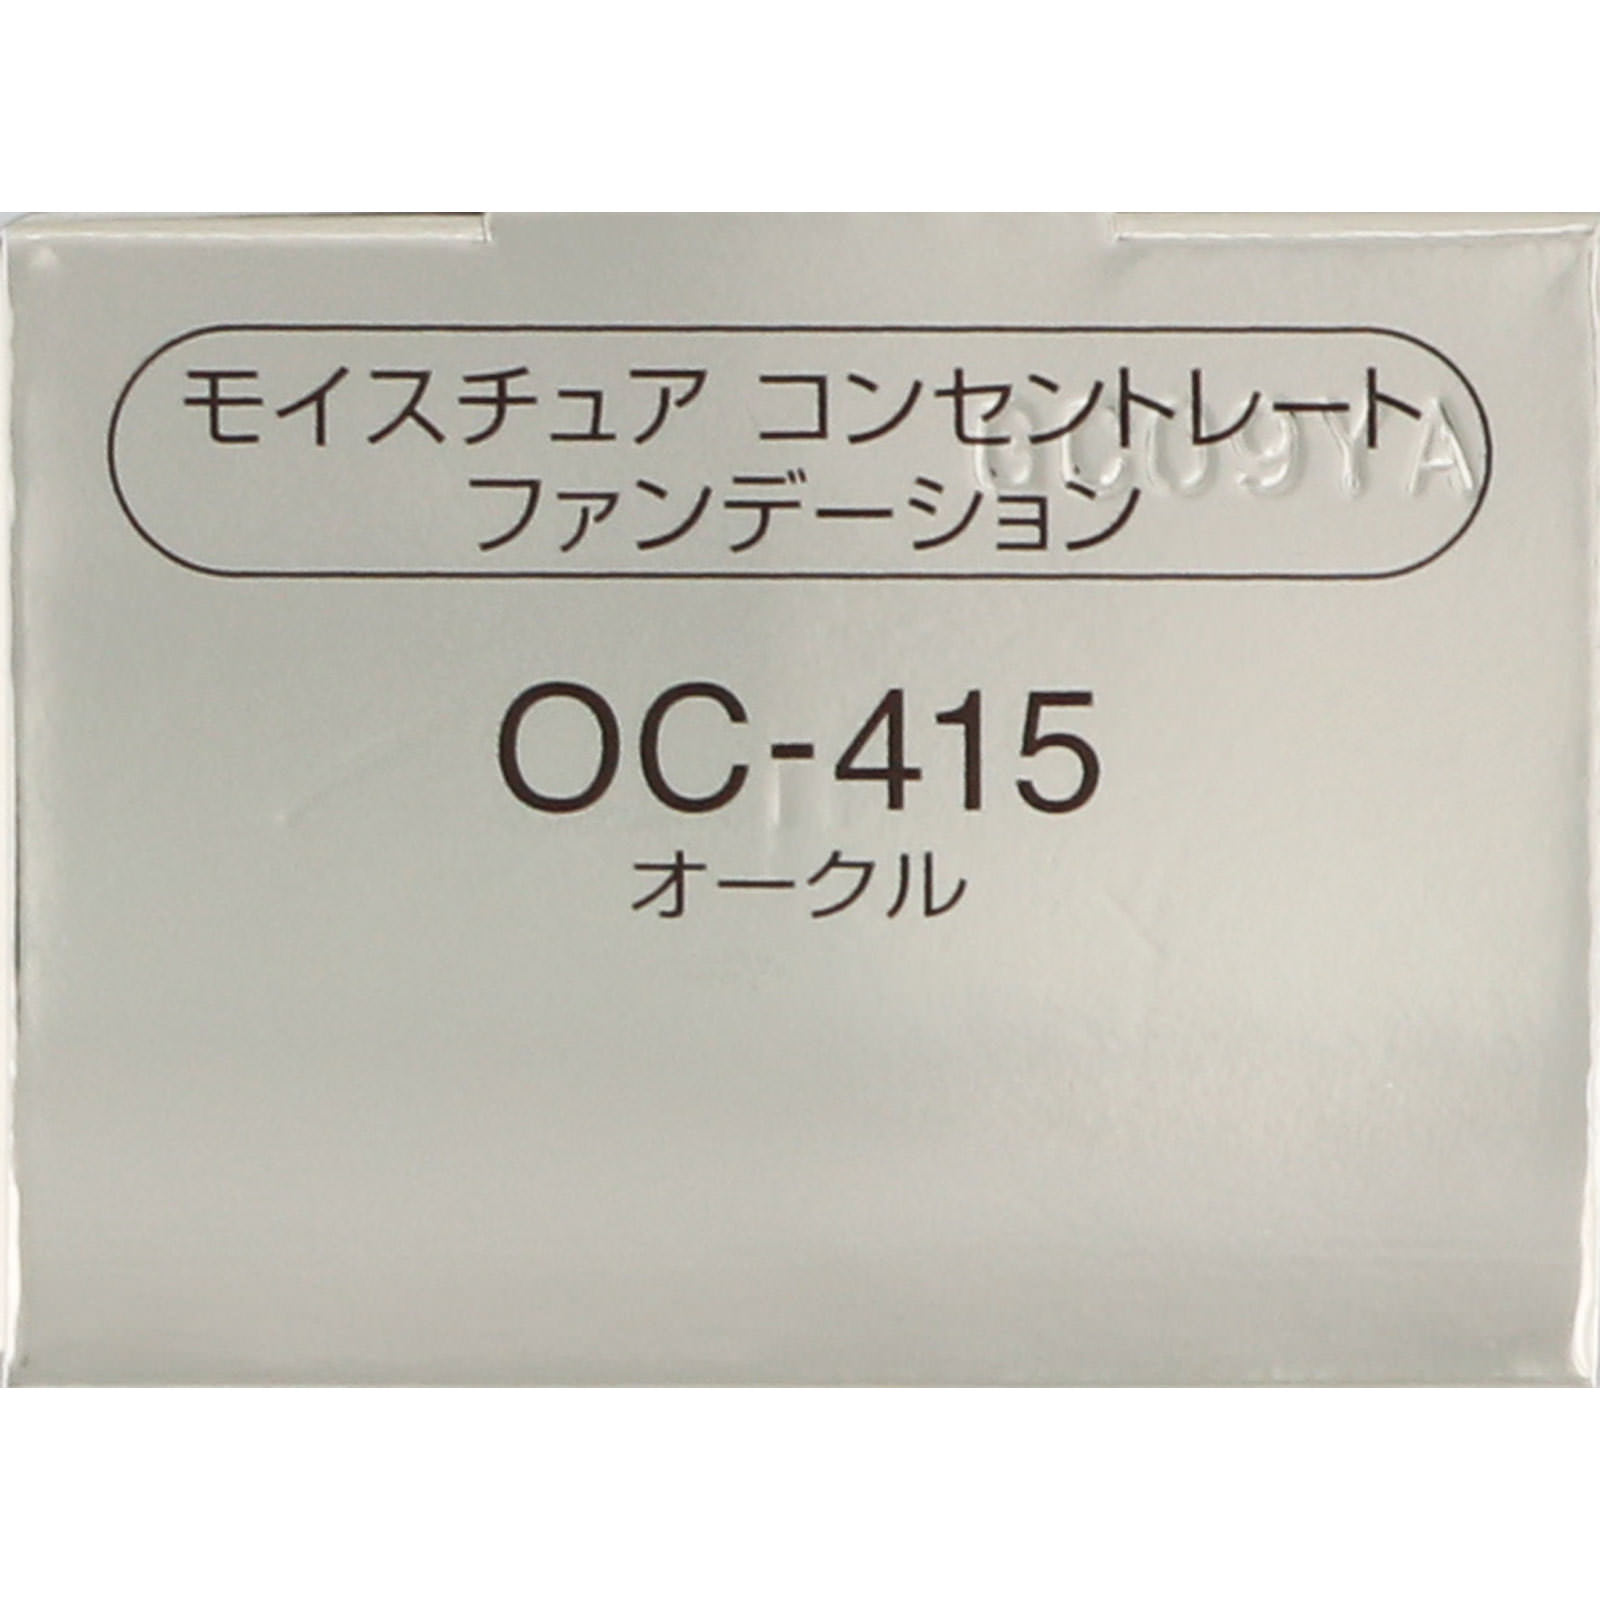 モイスチュア コンセントレート
ファンデーション
OC-415
オークル